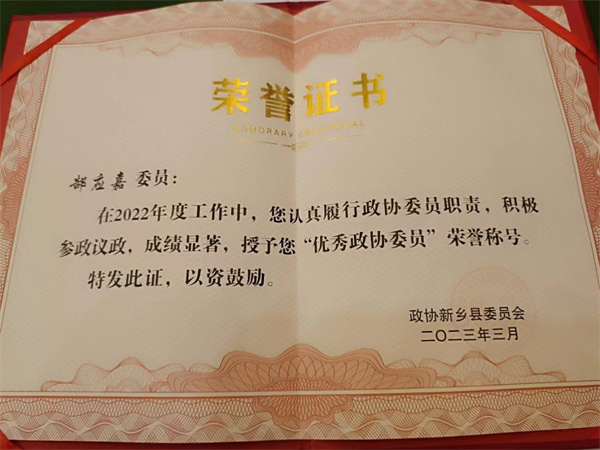 荣誉证书
HONORARY CREDENTIAL
郜应嘉 委员：
在2022年度工作中，您认真履行政协委员职责，积极
参政议政，成绩显著，授予您“优秀政协委员”荣誉称号。
特发此证，以资鼓励。
政协新乡县委员会
二〇二三年三月